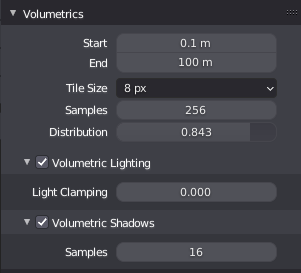 Volumetrics
Start 0.1 m
End 100 m
Tile Size 8 px
Samples 256
Distribution 0.843
Volumetric Lighting
Light Clamping 0.000
Volumetric Shadows
Samples 16